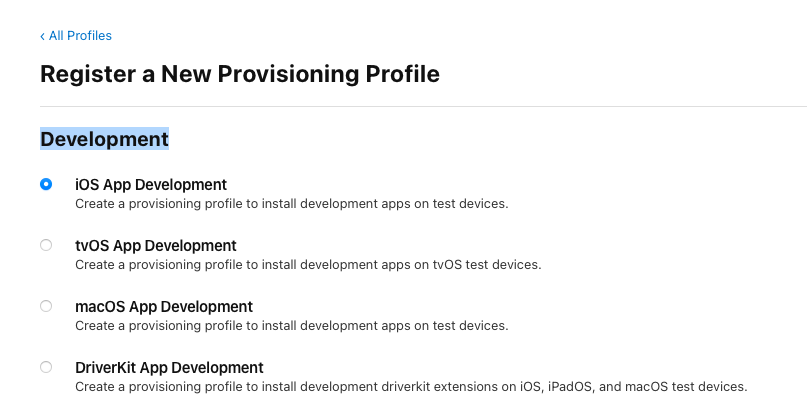 ‹ All Profiles
Register a New Provisioning Profile
Development
iOS App Development
Create a provisioning profile to install development apps on test devices.
tvOS App Development
Create a provisioning profile to install development apps on tvOS test devices.
macOS App Development
Create a provisioning profile to install development apps on test devices.
DriverKit App Development
Create a provisioning profile to install development driverkit extensions on iOS, iPadOS, and macOS test devices.